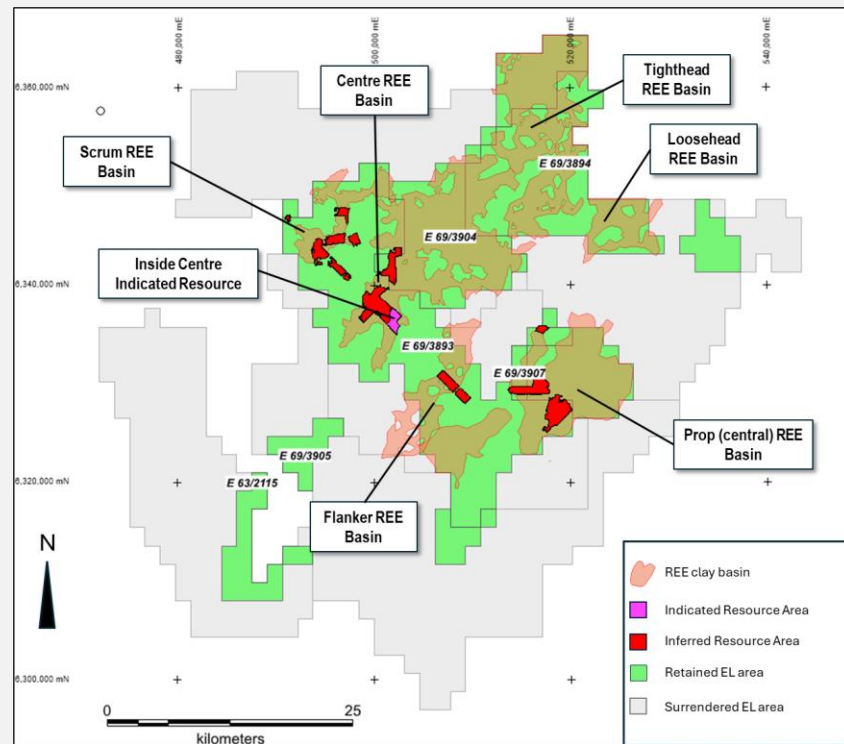 480,000 mE
500,000 mE
520,000 mE
540,000 mE
6,360,000 mN
6,340,000 mN
6,320,000 mN
6,300,000 mN
Centre REE
Basin
Tighthead
REE Basin
Scrum REE
Basin
Loosehead
REE Basin
E 69/3894
E 69/3904
Inside Centre
Indicated Resource
E 69/3893
E 69/3907
Prop (central) REE
Basin
E 69/3905
E 63/2115
Flanker REE
Basin
N
0
25
kilometers
REE clay basin
Indicated Resource Area
Inferred Resource Area
Retained EL area
Surrendered EL area